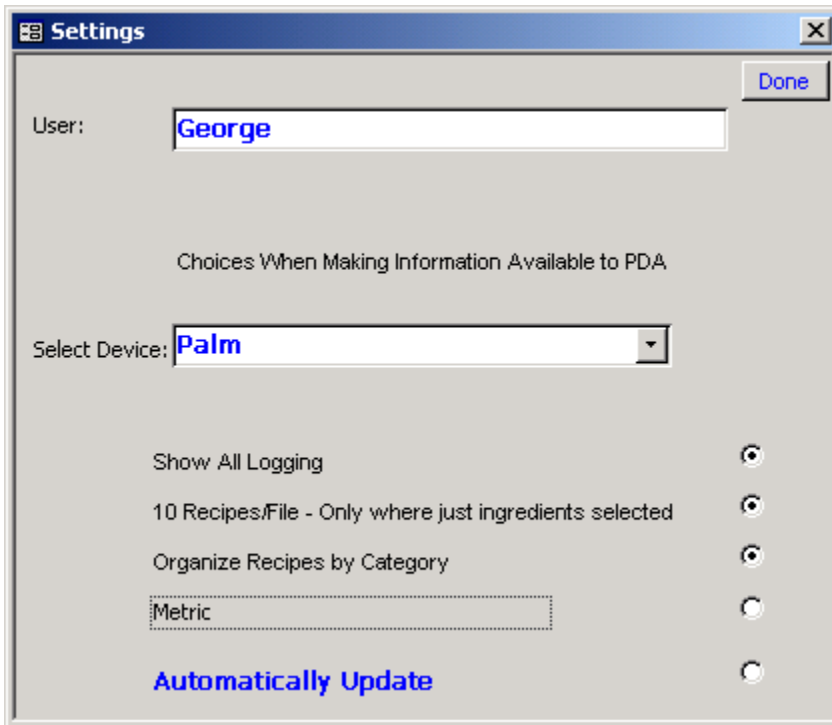 Settings
Done
User: George
Choices When Making Information Available to PDA
Select Device: Palm
Show All Logging
10 Recipes/File - Only where just ingredients selected
Organize Recipes by Category
Metric
Automatically Update